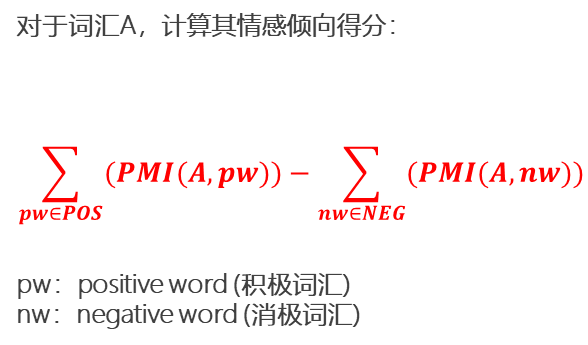 对于词汇A，计算其情感倾向得分：
∑ (PMI(A,pw)) − ∑ (PMI(A,nw))
pw∈POS nw∈NEG
pw：positive word (积极词汇)
nw：negative word (消极词汇)